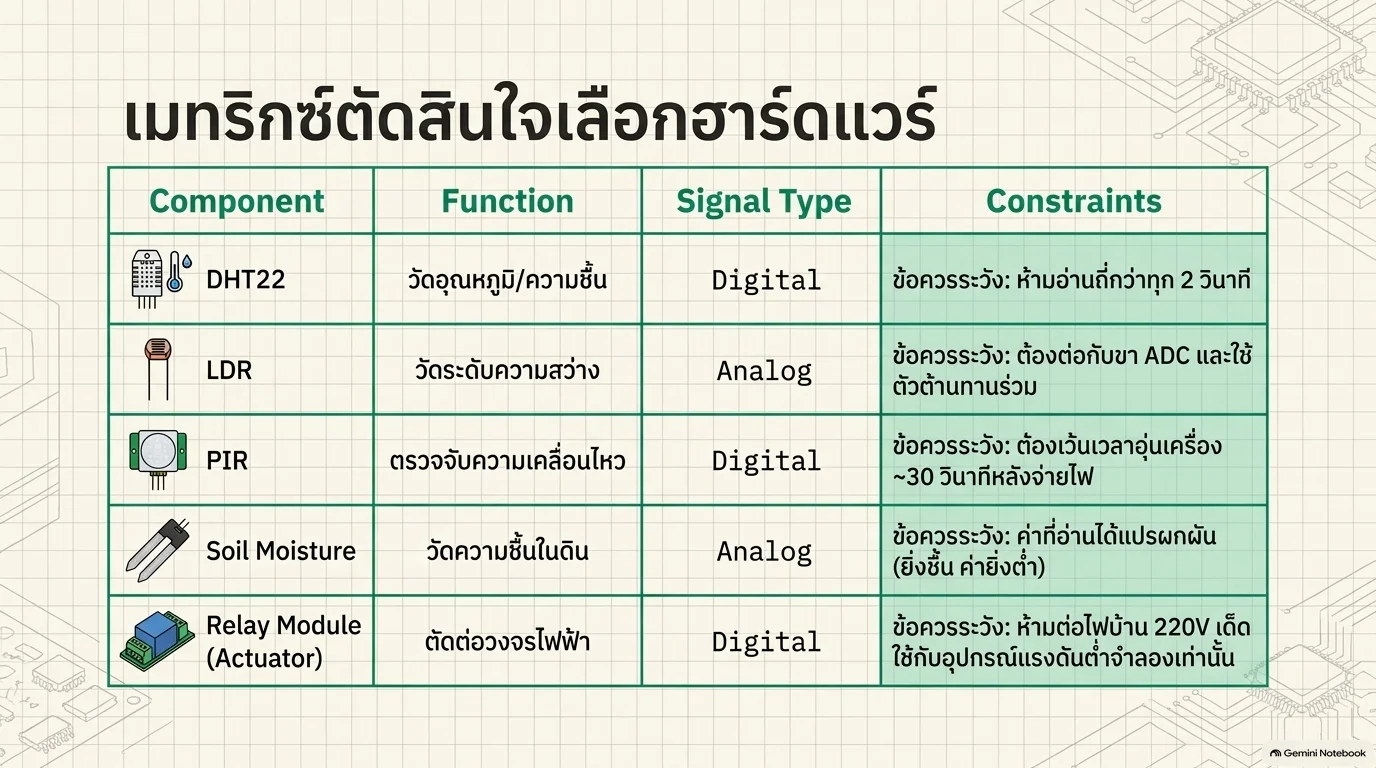 เมทริกซ์ตัดสินใจเลือกฮาร์ดแวร์
Component
Function
Signal Type
Constraints
DHT22
วัดอุณหภูมิ/ความชื้น
Digital
ข้อควรระวัง: ห้ามอ่านถี่กว่าทุก 2 วินาที
LDR
วัดระดับความสว่าง
Analog
ข้อควรระวัง: ต้องต่อกับขา ADC และใช้
ตัวต้านทานร่วม
PIR
ตรวจจับความเคลื่อนไหว
Digital
ข้อควรระวัง: ต้องเว้นเวลาอุ่นเครื่อง
~30 วินาทีหลังจ่ายไฟ
Soil Moisture
วัดความชื้นในดิน
Analog
ข้อควรระวัง: ค่าที่อ่านได้แปรผกผัน
(ยิ่งชื้น ค่ายิ่งต่ำ)
Relay Module
(Actuator)
ตัดต่อวงจรไฟฟ้า
Digital
ข้อควรระวัง: ห้ามต่อไฟบ้าน 220V เด็ด
ใช้กับอุปกรณ์แรงดันต่ำจำลองเท่านั้น
Gemini Notebook